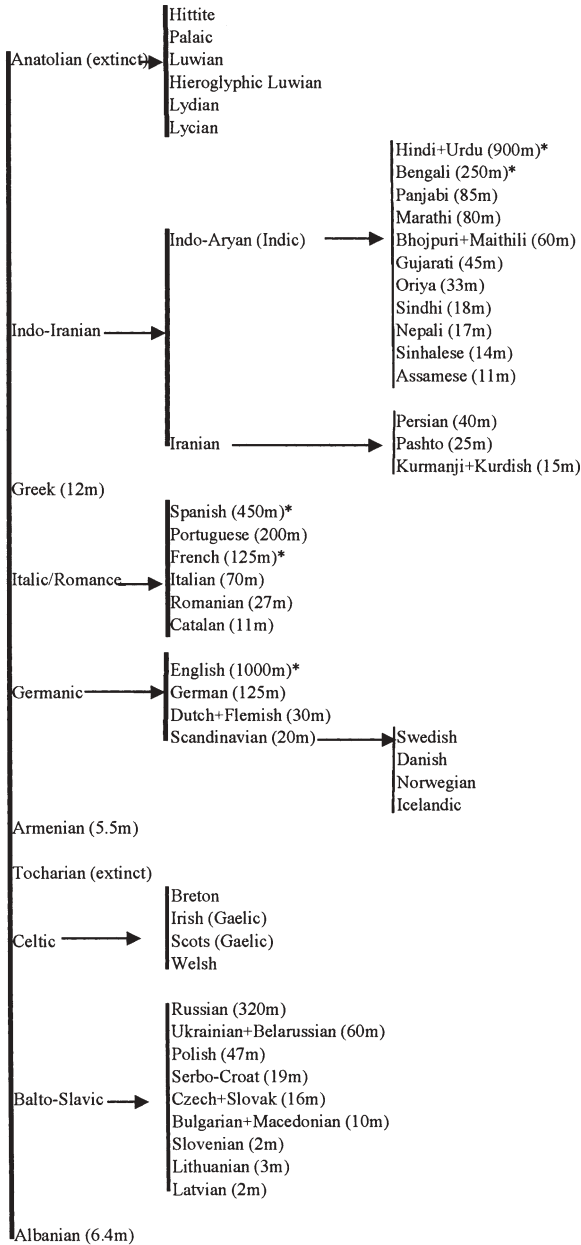 Anatolian (extinct)
Hittite
Palaic
Luwian
Hieroglyphic Luwian
Lydian
Lycian
Indo-Iranian
Indo-Aryan (Indic)
Hindi+Urdu (900m)*
Bengali (250m)*
Panjabi (85m)
Marathi (80m)
Bhojpuri+Maithili (60m)
Gujarati (45m)
Oriya (33m)
Sindhi (18m)
Nepali (17m)
Sinhalese (14m)
Assamese (11m)
Iranian
Persian (40m)
Pashto (25m)
Kurmanji+Kurdish (15m)
Greek (12m)
Italic/Romance
Spanish (450m)*
Portuguese (200m)
French (125m)*
Italian (70m)
Romanian (27m)
Catalan (11m)
Germanic
English (1000m)*
German (125m)
Dutch+Flemish (30m)
Scandinavian (20m)
Swedish
Danish
Norwegian
Icelandic
Armenian (5.5m)
Tocharian (extinct)
Celtic
Breton
Irish (Gaelic)
Scots (Gaelic)
Welsh
Balto-Slavic
Russian (320m)
Ukrainian+Belarussian (60m)
Polish (47m)
Serbo-Croat (19m)
Czech+Slovak (16m)
Bulgarian+Macedonian (10m)
Slovenian (2m)
Lithuanian (3m)
Latvian (2m)
Albanian (6.4m)